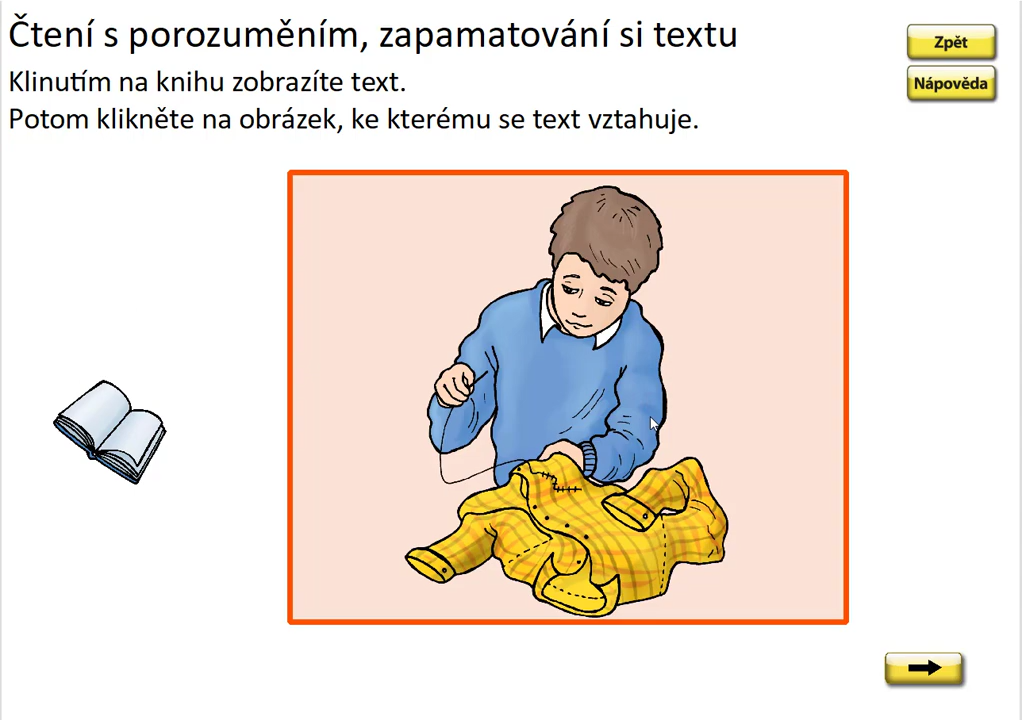 Čtení s porozuměním, zapamatování si textu
Klinutím na knihu zobrazíte text.
Potom klikněte na obrázek, ke kterému se text vztahuje.
Zpět
Nápověda